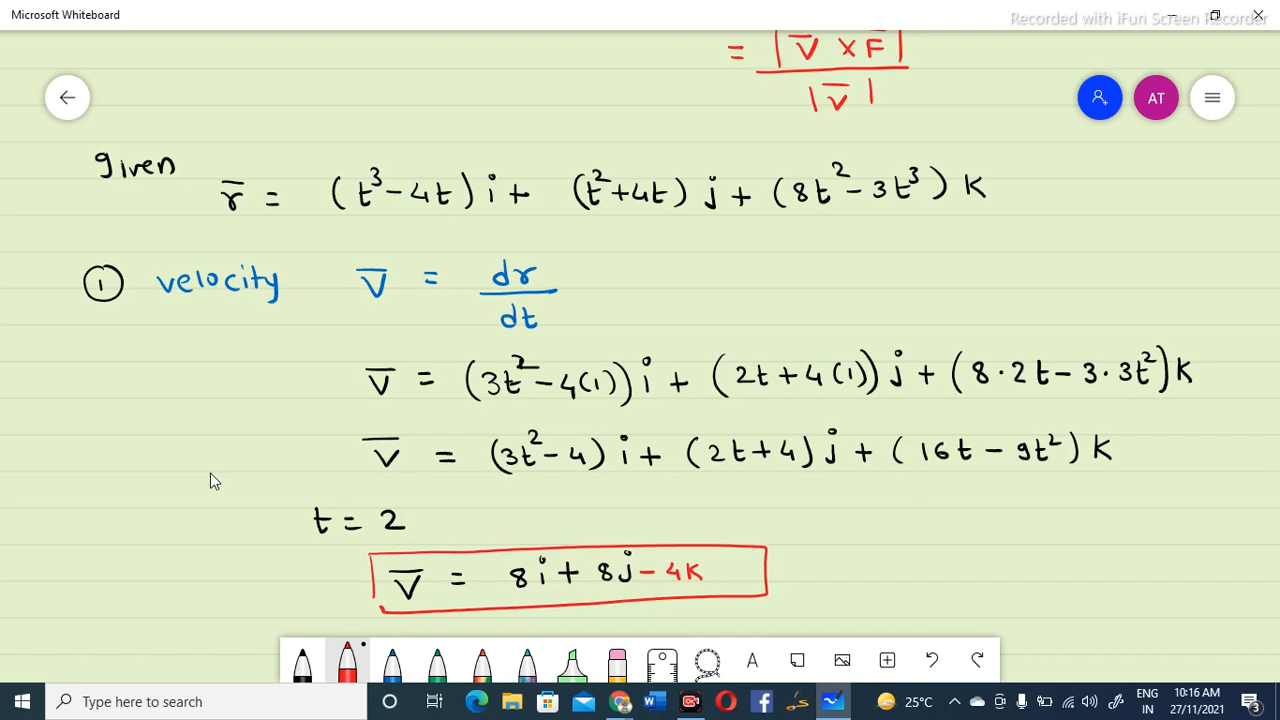 Microsoft Whiteboard
Recorded with iFun Screen Recorder
= |V̅ × F̅|
|V̅|
AT
Given
r̅ = (t³-4t)i + (t²+4t)j + (8t²-3t³)K
① velocity V̅ = dr/dt
V̅ = (3t²-4(1))i + (2t+4(1))j + (8·2t-3·3t²)K
V̅ = (3t²-4)i + (2t+4)j + (16t-9t²)K
t = 2
V̅ = 8i + 8j - 4K
A
Type here to search
25°C
ENG
IN
10:16 AM
27/11/2021
3